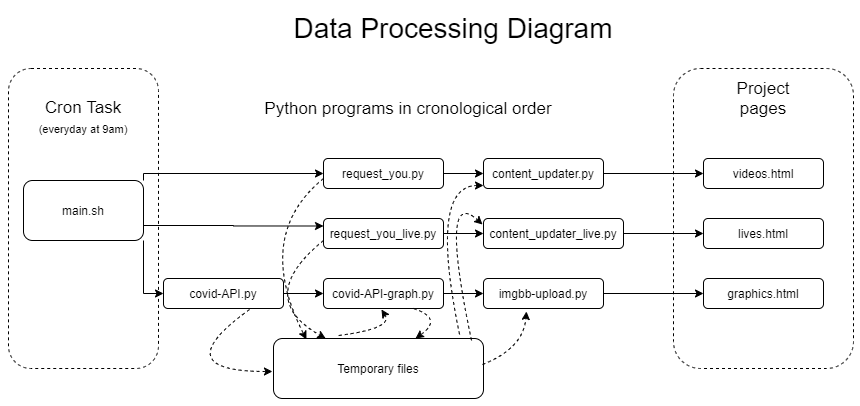 Data Processing Diagram
Cron Task
(everyday at 9am)
Python programs in cronological order
Project
pages
request_you.py
content_updater.py
videos.html
main.sh
request_you_live.py
content_updater_live.py
lives.html
covid-API.py
covid-API-graph.py
imgbb-upload.py
graphics.html
Temporary files